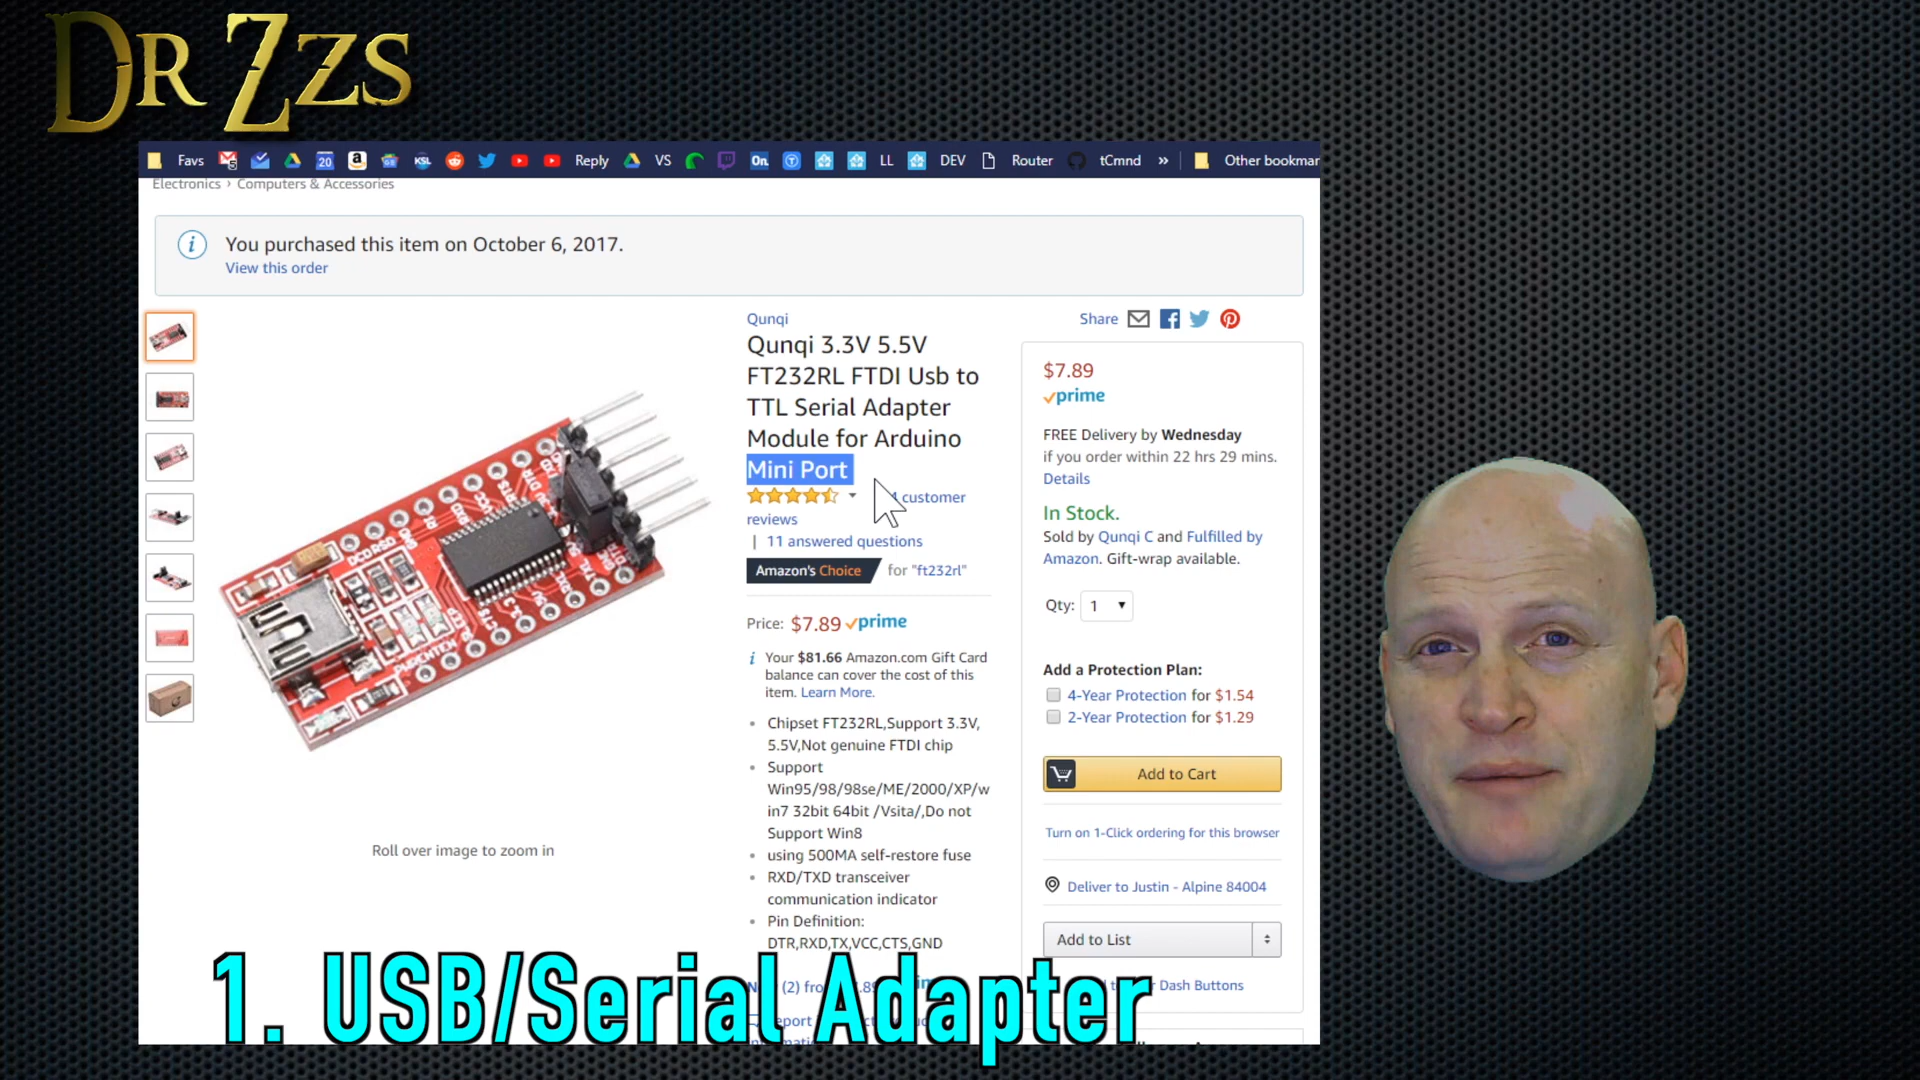 DR ZZS
Favs
20
a
KSL
Reply
VS
On.
LL
DEV
Router
tCmnd
»
Other bookmar
Electronics › Computers & Accessories
You purchased this item on October 6, 2017.
View this order
Qunqi
Qunqi 3.3V 5.5V
FT232RL FTDI Usb to
TTL Serial Adapter
Module for Arduino
Mini Port
customer
reviews
| 11 answered questions
Amazon's Choice for "ft232rl"
Price: $7.89 prime
Your $81.66 Amazon.com Gift Card
balance can cover the cost of this
item. Learn More.
• Chipset FT232RL,Support 3.3V,
5.5V,Not genuine FTDI chip
• Support
Win95/98/98se/ME/2000/XP/w
in7 32bit 64bit /Vsita/,Do not
Support Win8
• using 500MA self-restore fuse
• RXD/TXD transceiver
communication indicator
• Pin Definition:
DTR,RXD,TX,VCC,CTS,GND
Roll over image to zoom in
Share
$7.89
prime
FREE Delivery by Wednesday
if you order within 22 hrs 29 mins.
Details
In Stock.
Sold by Qunqi C and Fulfilled by
Amazon. Gift-wrap available.
Qty: 1
Add a Protection Plan:
4-Year Protection for $1.54
2-Year Protection for $1.29
Add to Cart
Turn on 1-Click ordering for this browser
Deliver to Justin - Alpine 84004
Add to List
Dash Buttons
1. USB/Serial Adapter